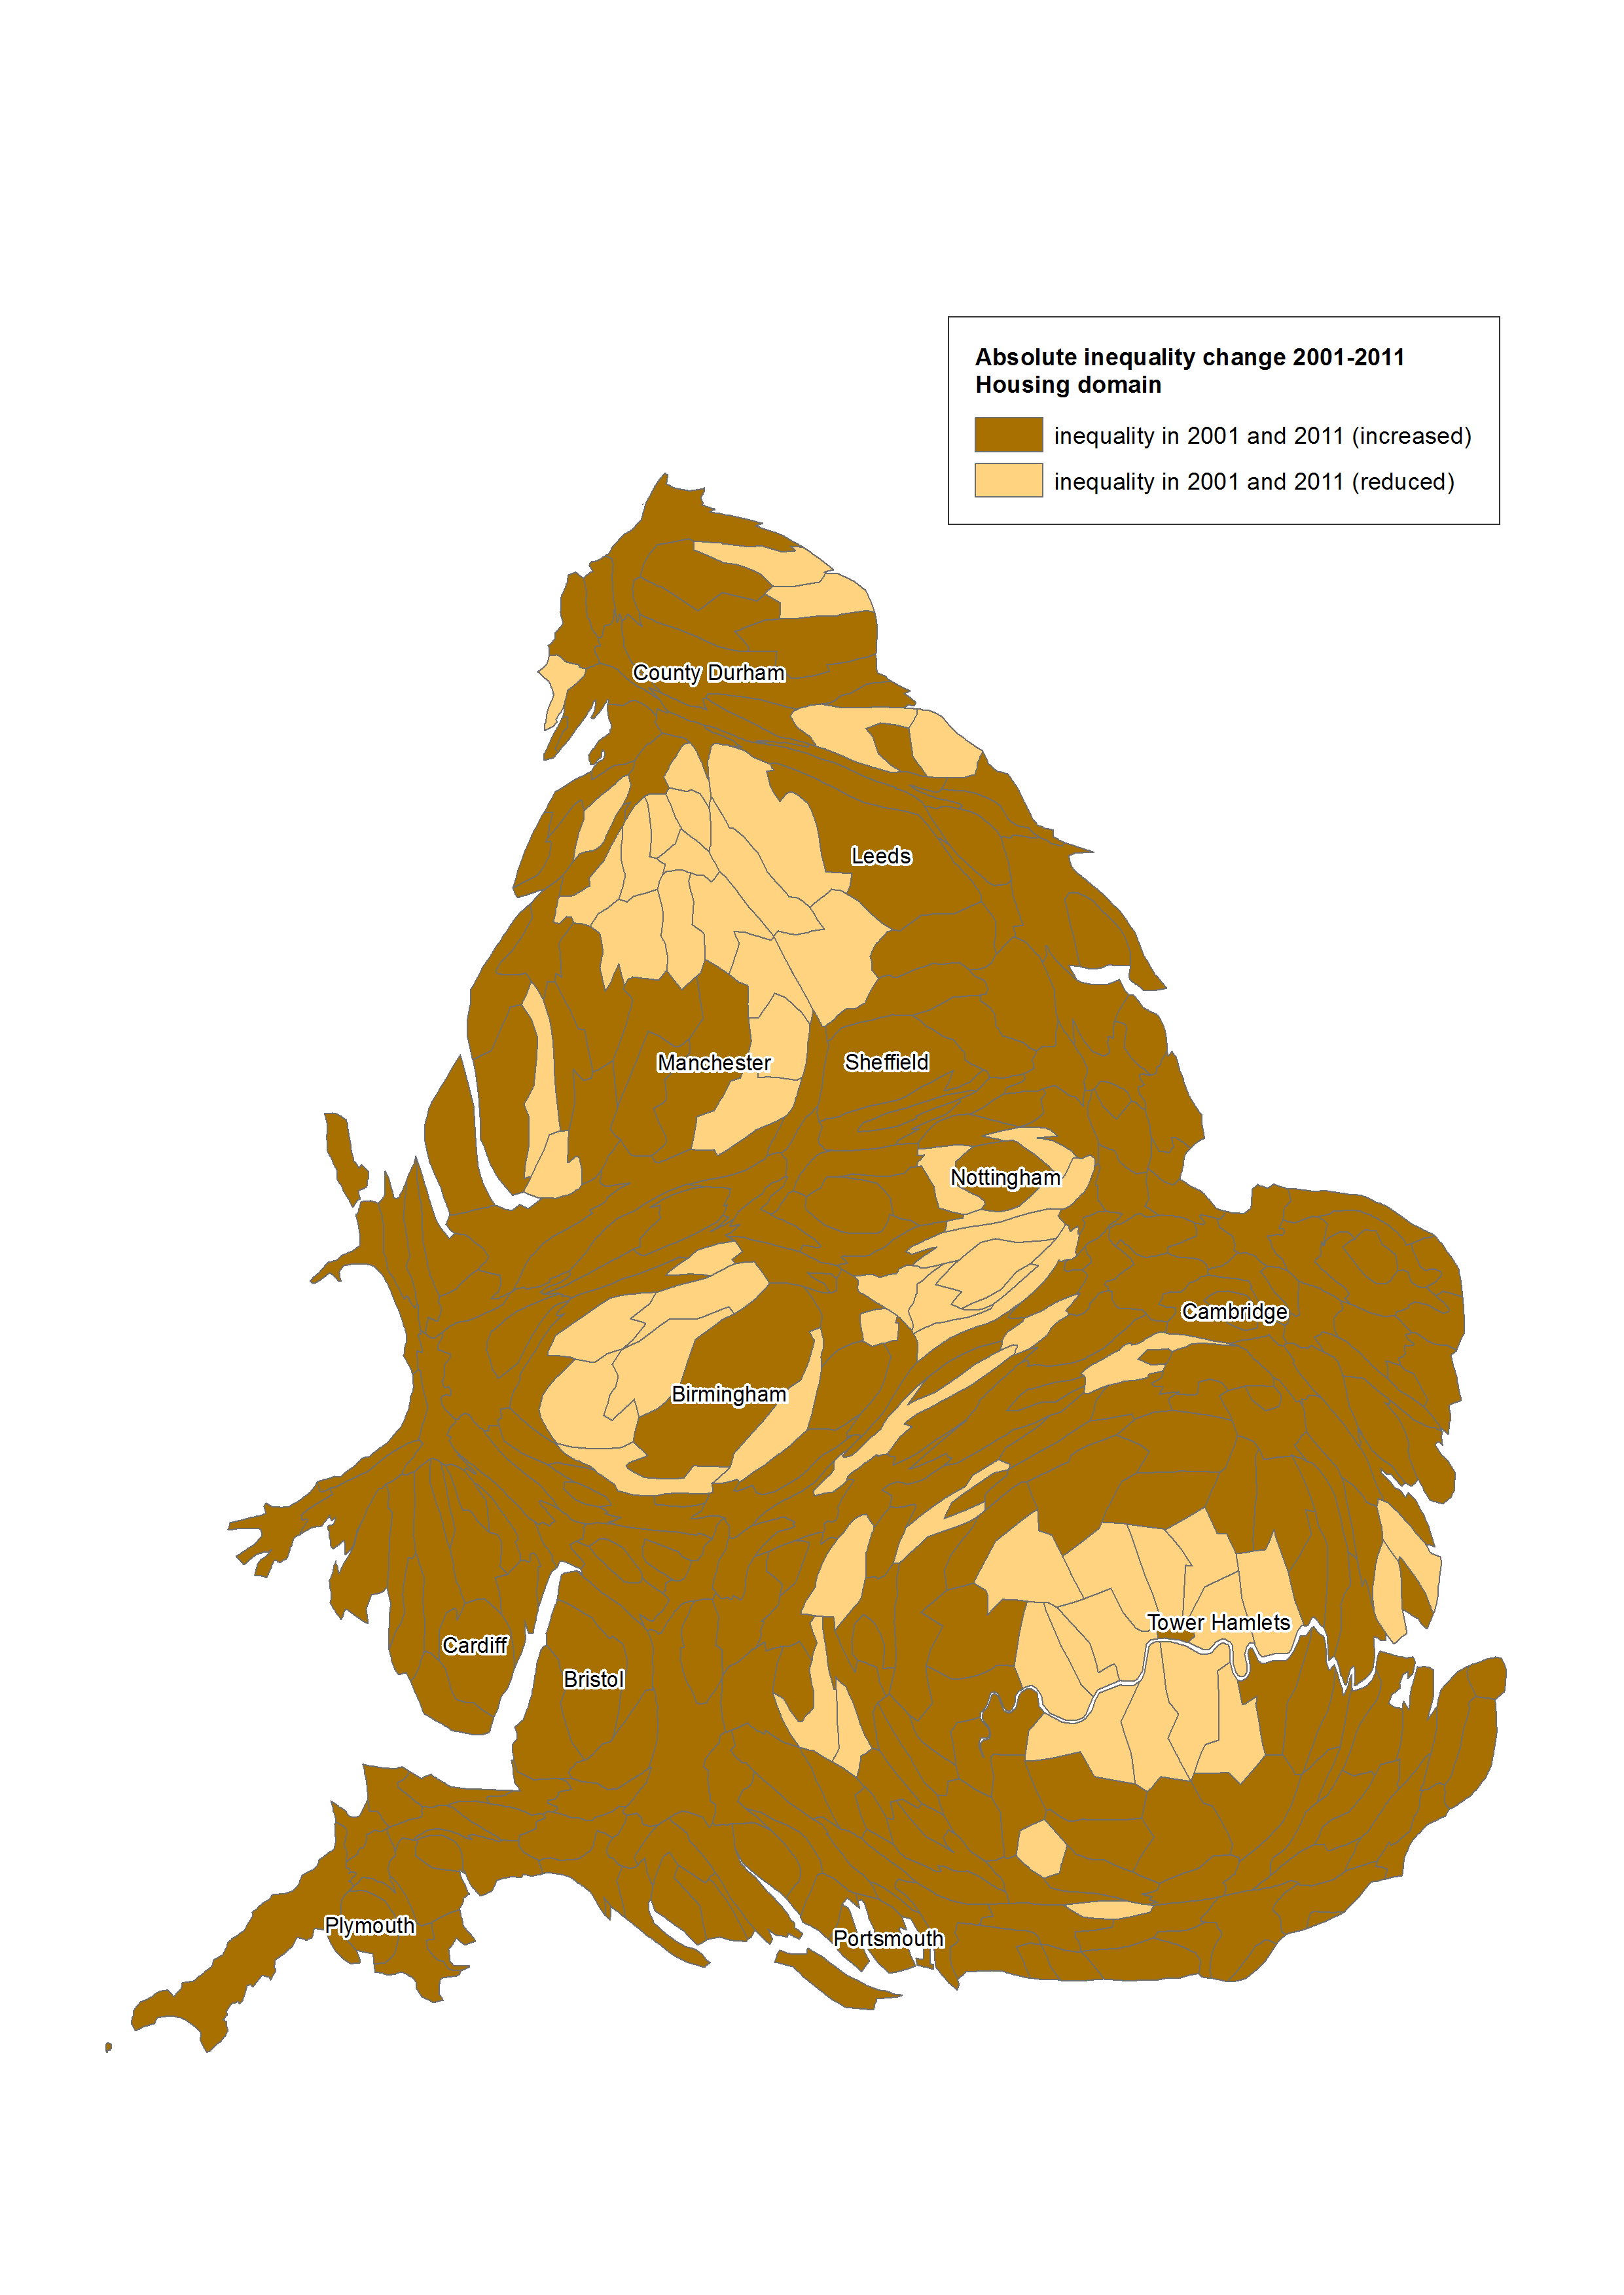 Absolute inequality change 2001-2011
Housing domain
inequality in 2001 and 2011 (increased)
inequality in 2001 and 2011 (reduced)
County Durham
Leeds
Manchester
Sheffield
Nottingham
Cambridge
Birmingham
Tower Hamlets
Cardiff
Bristol
Plymouth
Portsmouth